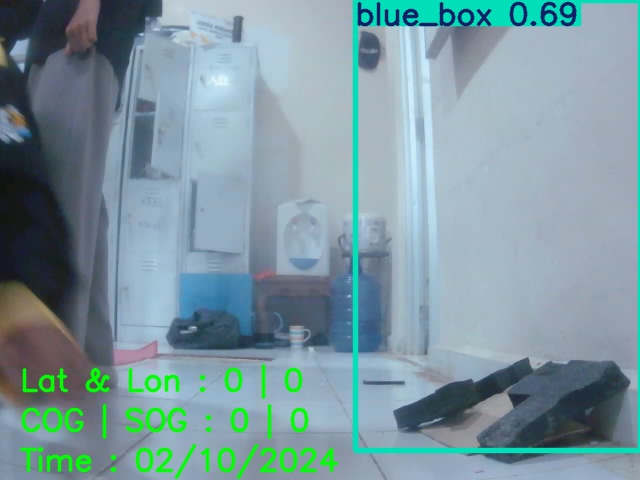 blue_box 0.69
Lat & Lon : 0 | 0
COG | SOG : 0 | 0
Time : 02/10/2024